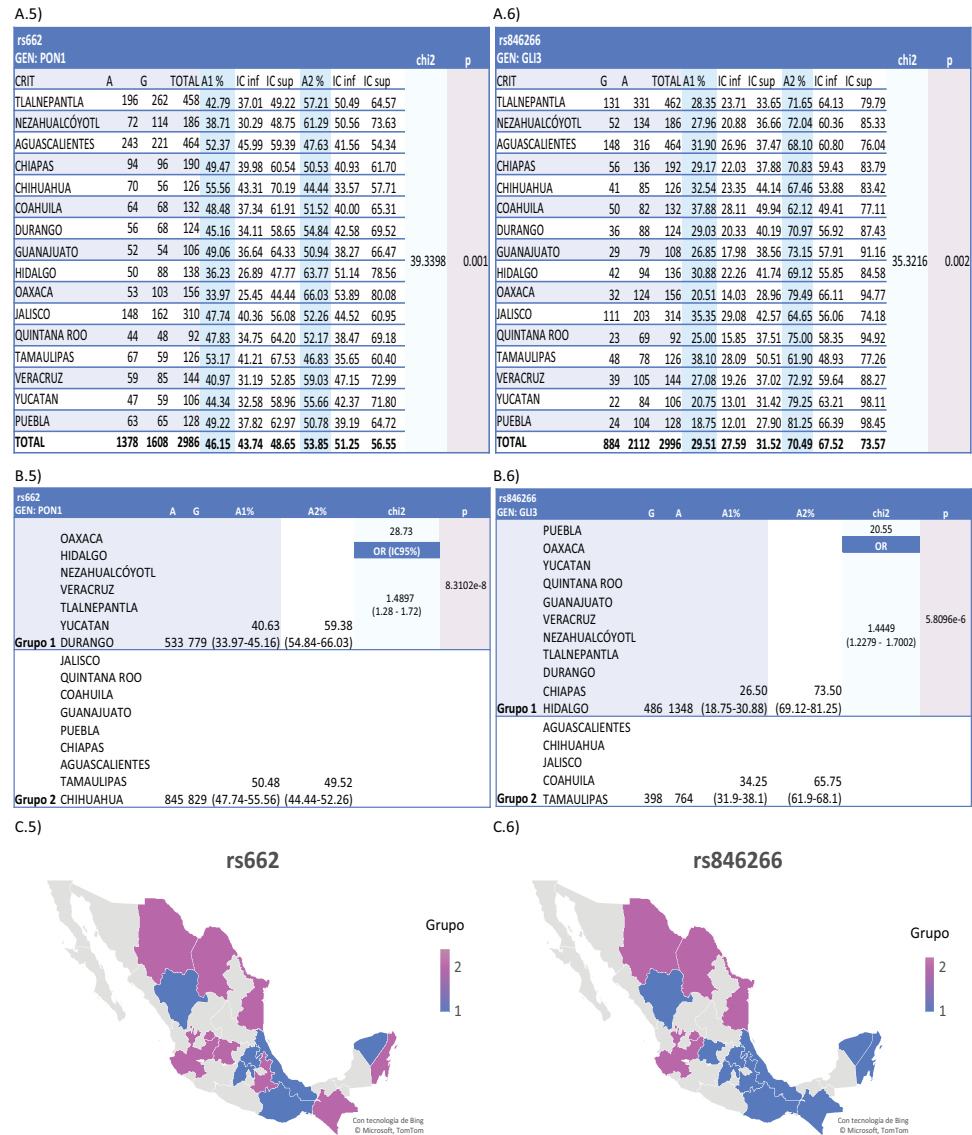 A.5)
rs662
GEN: PON1 chi2 p
CRIT A G TOTAL A1 % IC inf IC sup A2 % IC inf IC sup
TLALNEPANTLA 196 262 458 42.79 37.01 49.22 57.21 50.49 64.57
NEZAHUALCÓYOTL 72 114 186 38.71 30.29 48.75 61.29 50.56 73.63
AGUASCALIENTES 243 221 464 52.37 45.99 59.39 47.63 41.56 54.34
CHIAPAS 94 96 190 49.47 39.98 60.54 50.53 40.93 61.70
CHIHUAHUA 70 56 126 55.56 43.31 70.19 44.44 33.57 57.71
COAHUILA 64 68 132 48.48 37.34 61.91 51.52 40.00 65.31
DURANGO 56 68 124 45.16 34.11 58.65 54.84 42.58 69.52
GUANAJUATO 52 54 106 49.06 36.64 64.33 50.94 38.27 66.47
39.3398 0.001
HIDALGO 50 88 138 36.23 26.89 47.77 63.77 51.14 78.56
OAXACA 53 103 156 33.97 25.45 44.44 66.03 53.89 80.08
JALISCO 148 162 310 47.74 40.36 56.08 52.26 44.52 60.95
QUINTANA ROO 44 48 92 47.83 34.75 64.20 52.17 38.47 69.18
TAMAULIPAS 67 59 126 53.17 41.21 67.53 46.83 35.65 60.40
VERACRUZ 59 85 144 40.97 31.19 52.85 59.03 47.15 72.99
YUCATAN 47 59 106 44.34 32.58 58.96 55.66 42.37 71.80
PUEBLA 63 65 128 49.22 37.82 62.97 50.78 39.19 64.72
TOTAL 1378 1608 2986 46.15 43.74 48.65 53.85 51.25 56.55
A.6)
rs846266
GEN: GLI3 chi2 p
CRIT G A TOTAL A1 % IC inf IC sup A2 % IC inf IC sup
TLALNEPANTLA 131 331 462 28.35 23.71 33.65 71.65 64.13 79.79
NEZAHUALCÓYOTL 52 134 186 27.96 20.88 36.66 72.04 60.36 85.33
AGUASCALIENTES 148 316 464 31.90 26.96 37.47 68.10 60.80 76.04
CHIAPAS 56 136 192 29.17 22.03 37.88 70.83 59.43 83.79
CHIHUAHUA 41 85 126 32.54 23.35 44.14 67.46 53.88 83.42
COAHUILA 50 82 132 37.88 28.11 49.94 62.12 49.41 77.11
DURANGO 36 88 124 29.03 20.33 40.19 70.97 56.92 87.43
GUANAJUATO 29 79 108 26.85 17.98 38.56 73.15 57.91 91.16
35.3216 0.002
HIDALGO 42 94 136 30.88 22.26 41.74 69.12 55.85 84.58
OAXACA 32 124 156 20.51 14.03 28.96 79.49 66.11 94.77
JALISCO 111 203 314 35.35 29.08 42.57 64.65 56.06 74.18
QUINTANA ROO 23 69 92 25.00 15.85 37.51 75.00 58.35 94.92
TAMAULIPAS 48 78 126 38.10 28.09 50.51 61.90 48.93 77.26
VERACRUZ 39 105 144 27.08 19.26 37.02 72.92 59.64 88.27
YUCATAN 22 84 106 20.75 13.01 31.42 79.25 63.21 98.11
PUEBLA 24 104 128 18.75 12.01 27.90 81.25 66.39 98.45
TOTAL 884 2112 2996 29.51 27.59 31.52 70.49 67.52 73.57
B.5)
rs662
GEN: PON1 A G A1% A2% chi2 p
OAXACA 28.73
HIDALGO OR (IC95%)
NEZAHUALCÓYOTL
VERACRUZ 8.3102e-8
1.4897
TLALNEPANTLA (1.28 - 1.72)
YUCATAN 40.63 59.38
Grupo 1 DURANGO 533 779 (33.97-45.16) (54.84-66.03)
JALISCO
QUINTANA ROO
COAHUILA
GUANAJUATO
PUEBLA
CHIAPAS
AGUASCALIENTES
TAMAULIPAS 50.48 49.52
Grupo 2 CHIHUAHUA 845 829 (47.74-55.56) (44.44-52.26)
B.6)
rs846266
GEN: GLI3 G A A1% A2% chi2 p
PUEBLA 20.55
OAXACA OR
YUCATAN
QUINTANA ROO
GUANAJUATO
VERACRUZ 5.8096e-6
1.4449
NEZAHUALCÓYOTL (1.2279 - 1.7002)
TLALNEPANTLA
DURANGO
CHIAPAS 26.50 73.50
Grupo 1 HIDALGO 486 1348 (18.75-30.88) (69.12-81.25)
AGUASCALIENTES
CHIHUAHUA
JALISCO
COAHUILA 34.25 65.75
Grupo 2 TAMAULIPAS 398 764 (31.9-38.1) (61.9-68.1)
C.5)
rs662
Grupo
2
1
Con tecnología de Bing
© Microsoft, TomTom
C.6)
rs846266
Grupo
2
1
Con tecnología de Bing
© Microsoft, TomTom